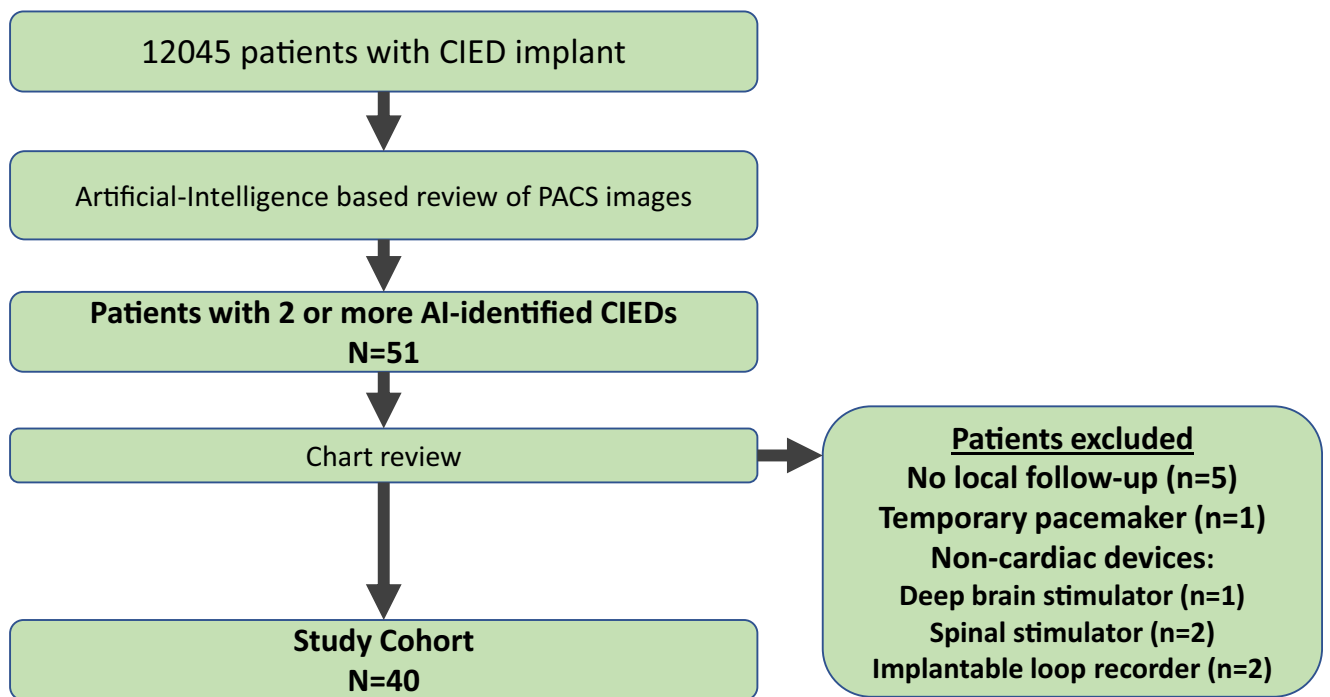 12045 patients with CIED implant
Artificial-Intelligence based review of PACS images
Patients with 2 or more AI-identified CIEDs
N=51
Chart review
Patients excluded
No local follow-up (n=5)
Temporary pacemaker (n=1)
Non-cardiac devices:
Deep brain stimulator (n=1)
Spinal stimulator (n=2)
Implantable loop recorder (n=2)
Study Cohort
N=40